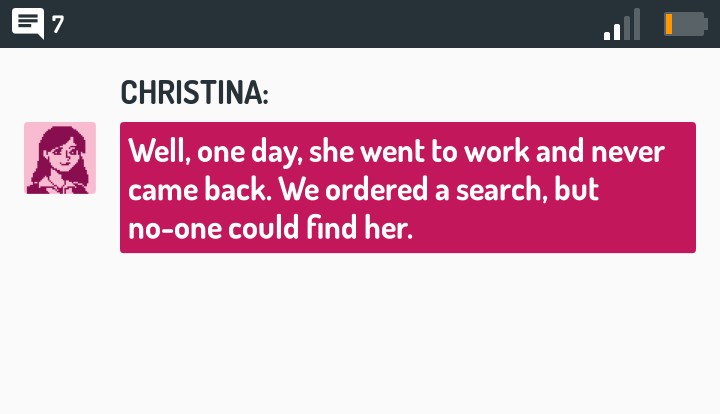 7
CHRISTINA:
Well, one day, she went to work and never
came back. We ordered a search, but
no-one could find her.